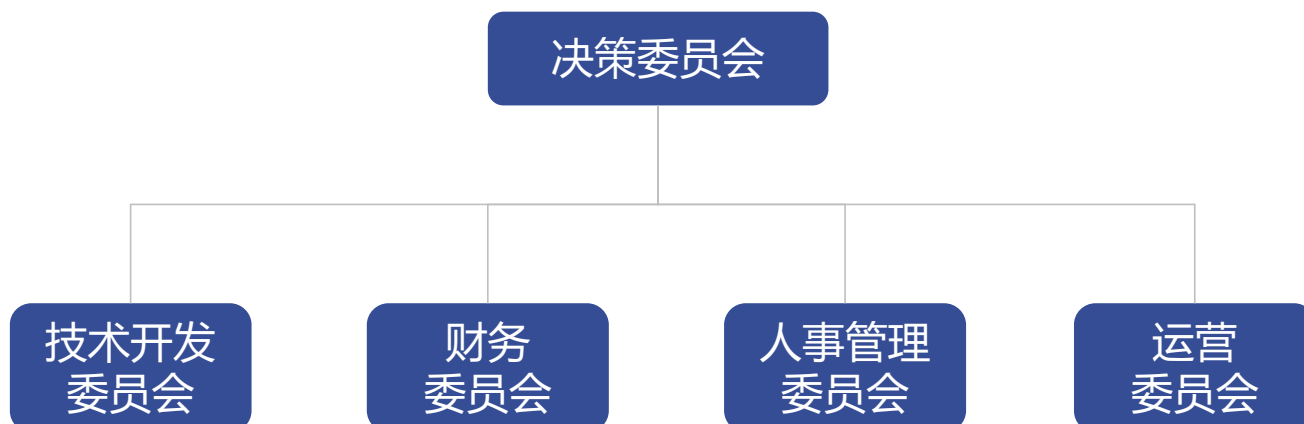 决策委员会
技术开发
委员会
财务
委员会
人事管理
委员会
运营
委员会